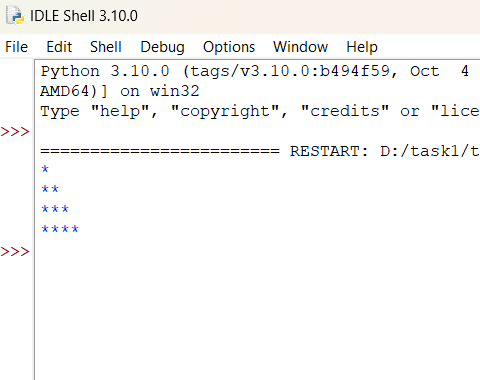 IDLE Shell 3.10.0
File Edit Shell Debug Options Window Help
Python 3.10.0 (tags/v3.10.0:b494f59, Oct 4
AMD64)] on win32
Type "help", "copyright", "credits" or "lice
>>>
======================== RESTART: D:/task1/t
*
**
***
****
>>>